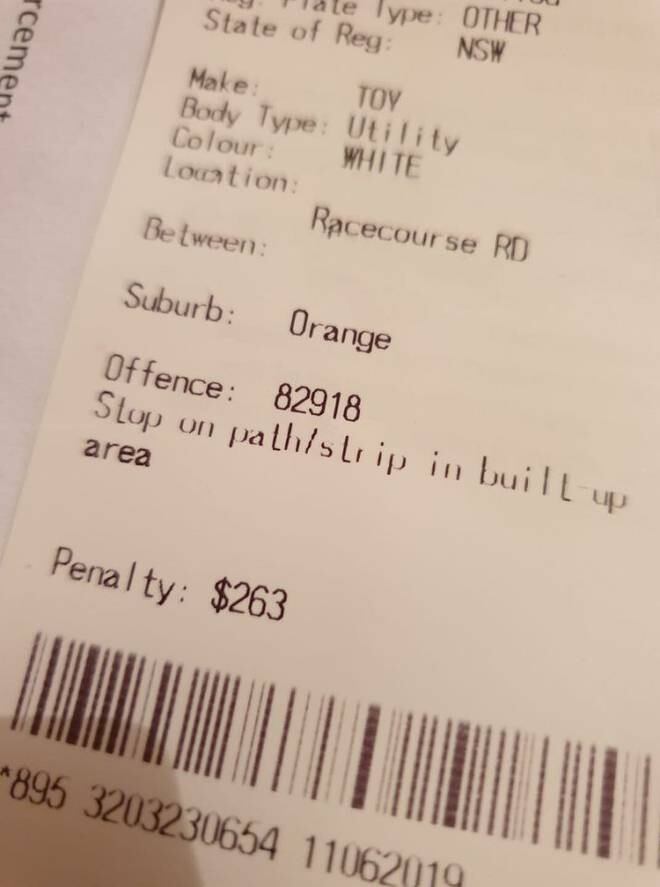 Plate Type: OTHER
State of Reg: NSW
Make: TOY
Body Type: Utility
Colour: WHITE
Location:
Racecourse RD
Between:
Suburb: Orange
Offence: 82918
Stop on path/strip in built-up
area
Penalty: $263
*895 3203230654 11062019
rcement